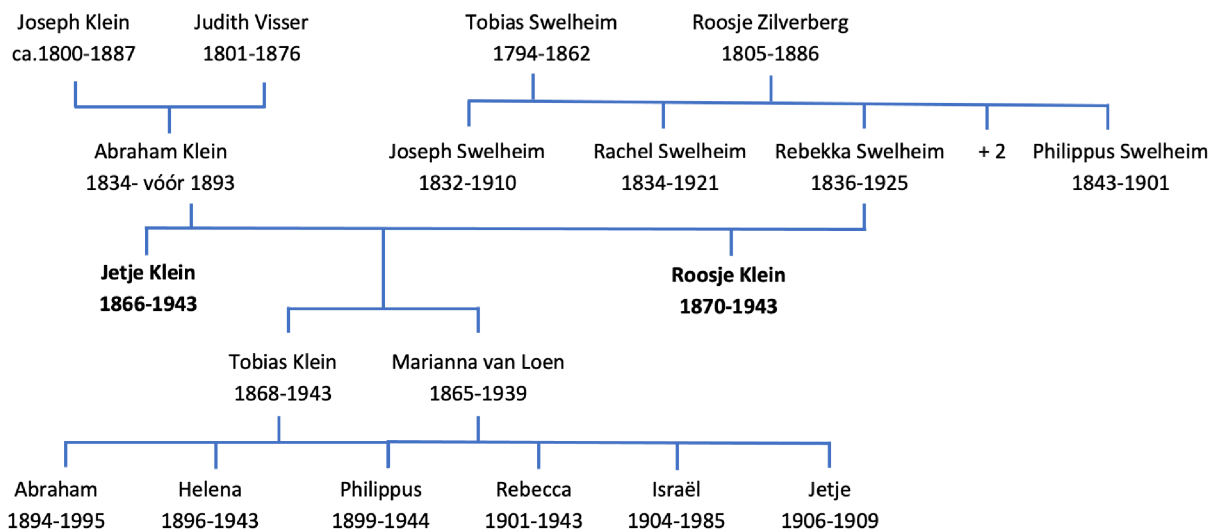 Joseph Klein
ca.1800-1887
Judith Visser
1801-1876
Tobias Swelheim
1794-1862
Roosje Zilverberg
1805-1886
Abraham Klein
1834- vóór 1893
Joseph Swelheim
1832-1910
Rachel Swelheim
1834-1921
Rebekka Swelheim
1836-1925
+ 2
Philippus Swelheim
1843-1901
Jetje Klein
1866-1943
Roosje Klein
1870-1943
Tobias Klein
1868-1943
Marianna van Loen
1865-1939
Abraham
1894-1995
Helena
1896-1943
Philippus
1899-1944
Rebecca
1901-1943
Israël
1904-1985
Jetje
1906-1909